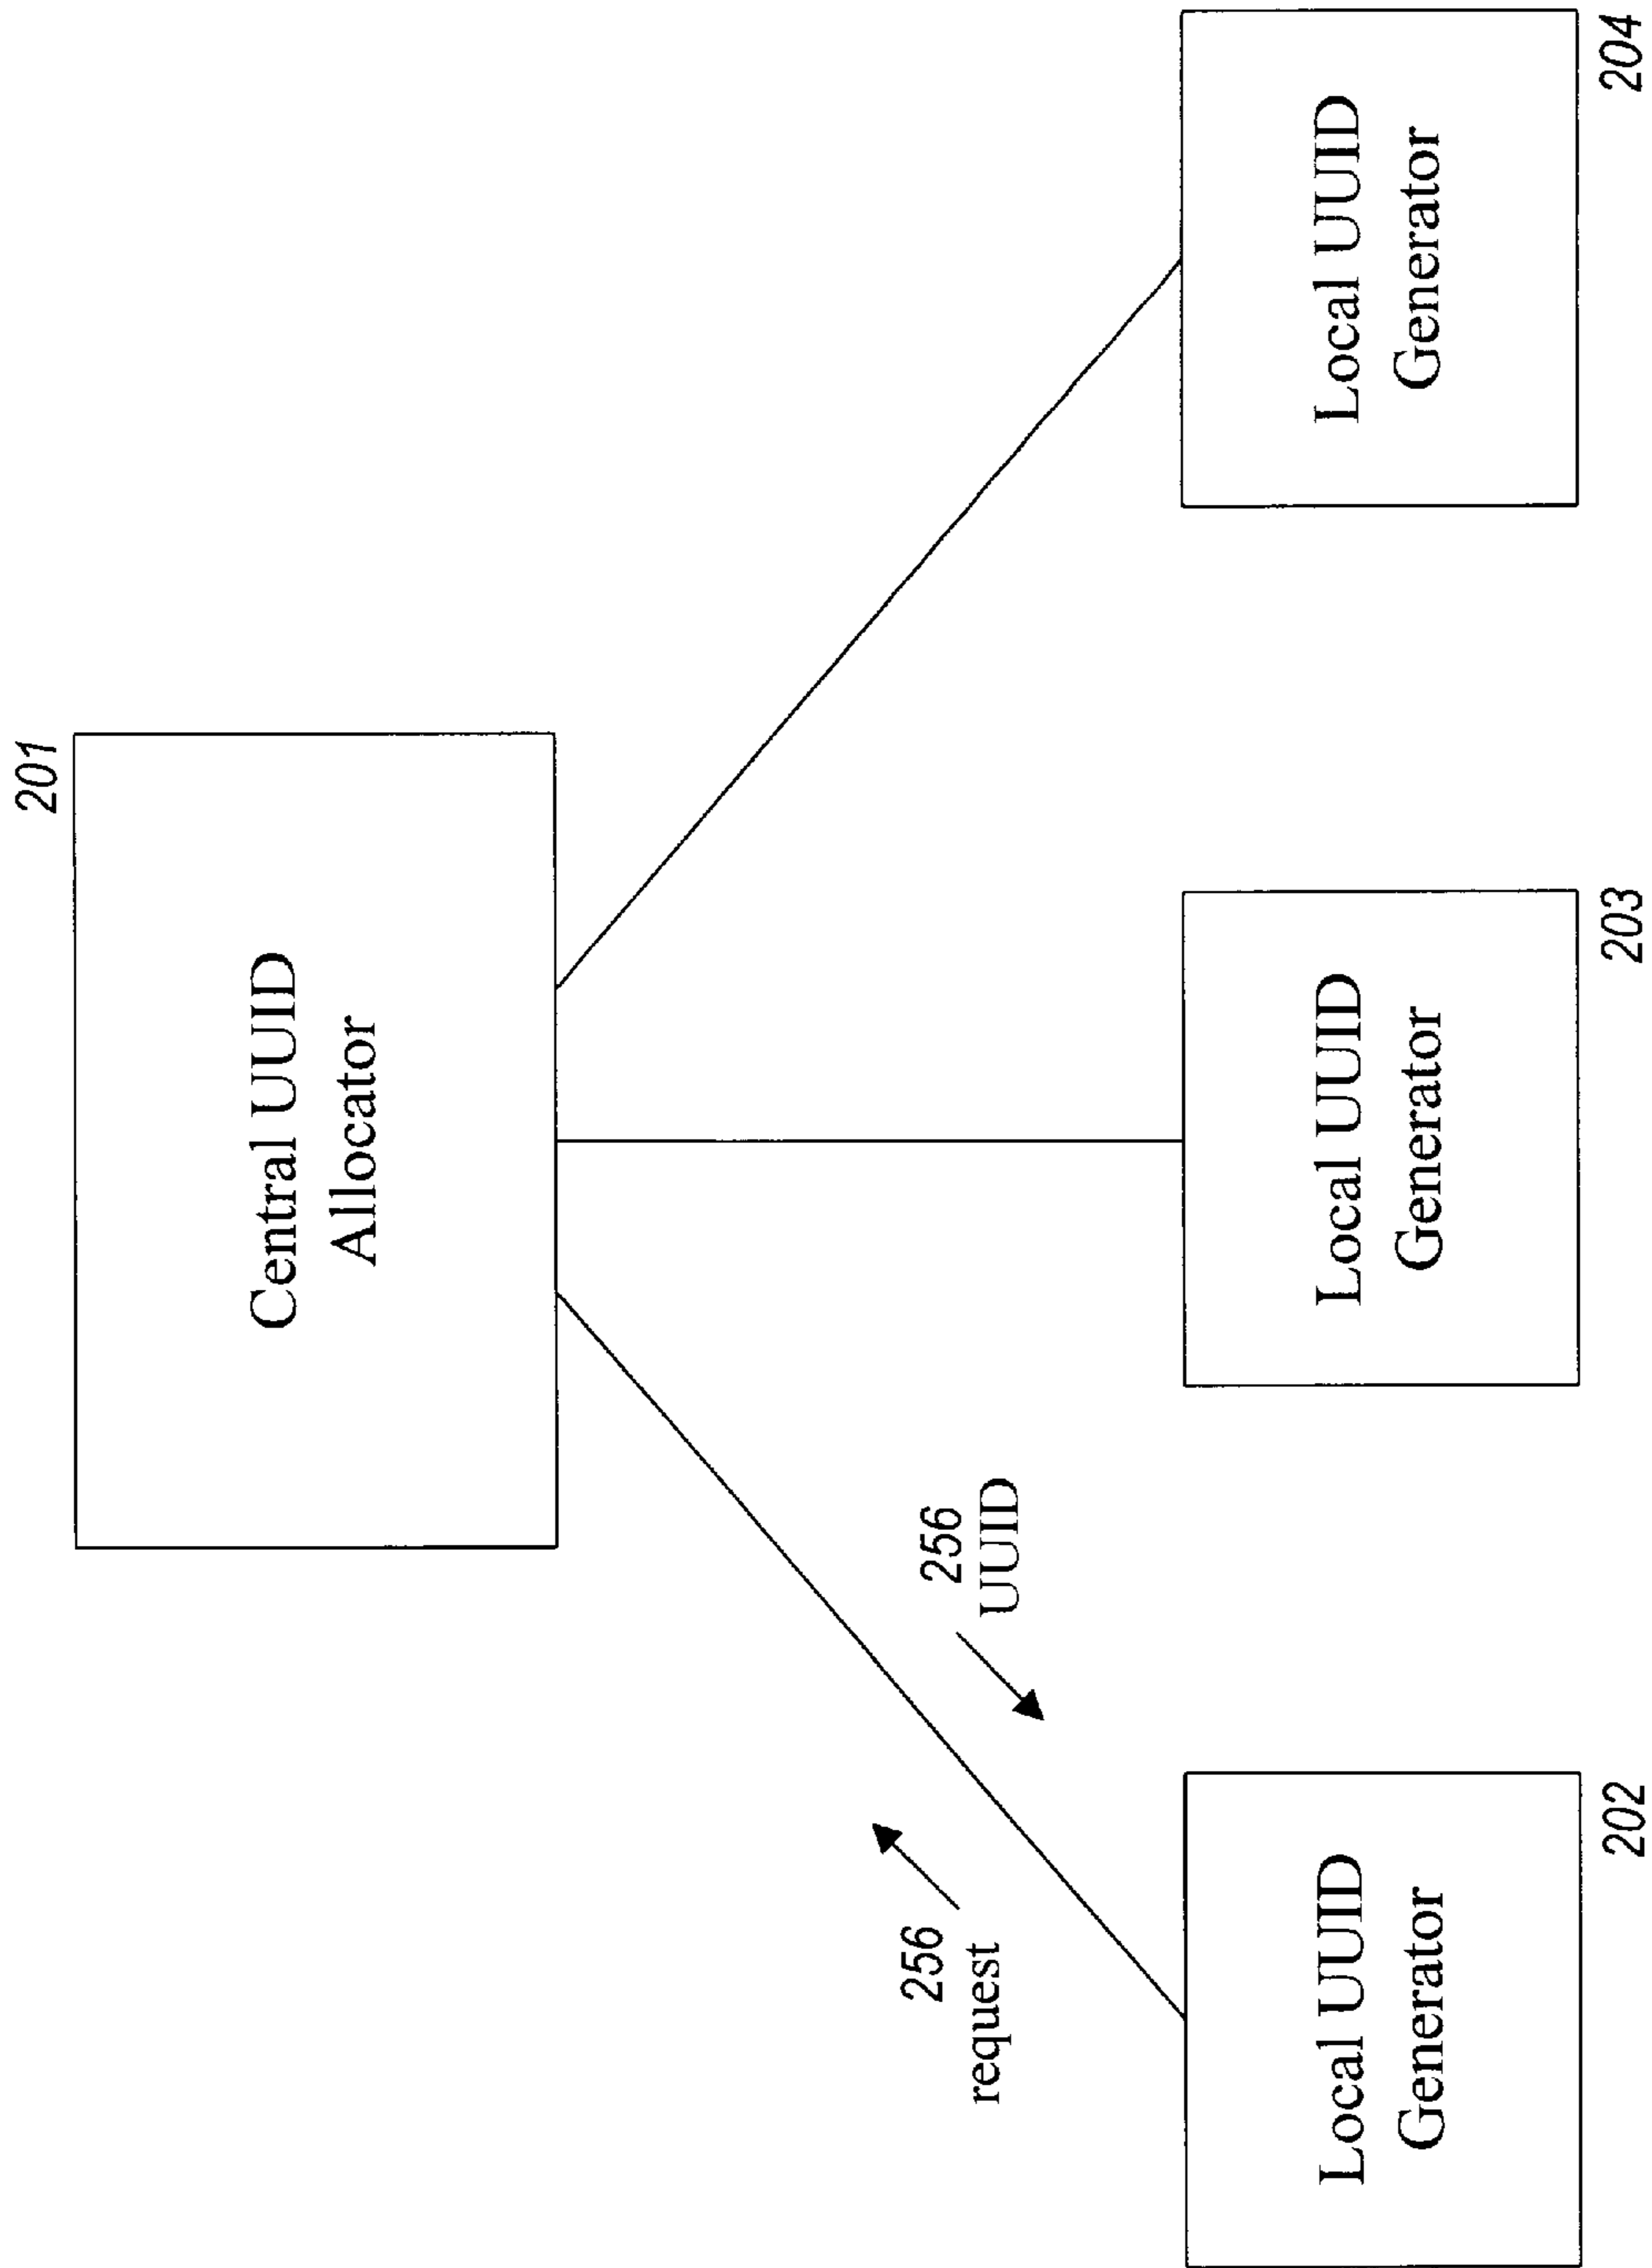 201
Central UUID
Allocator
256
request
256
UUID
Local UUID
Generator
202
Local UUID
Generator
203
Local UUID
Generator
204